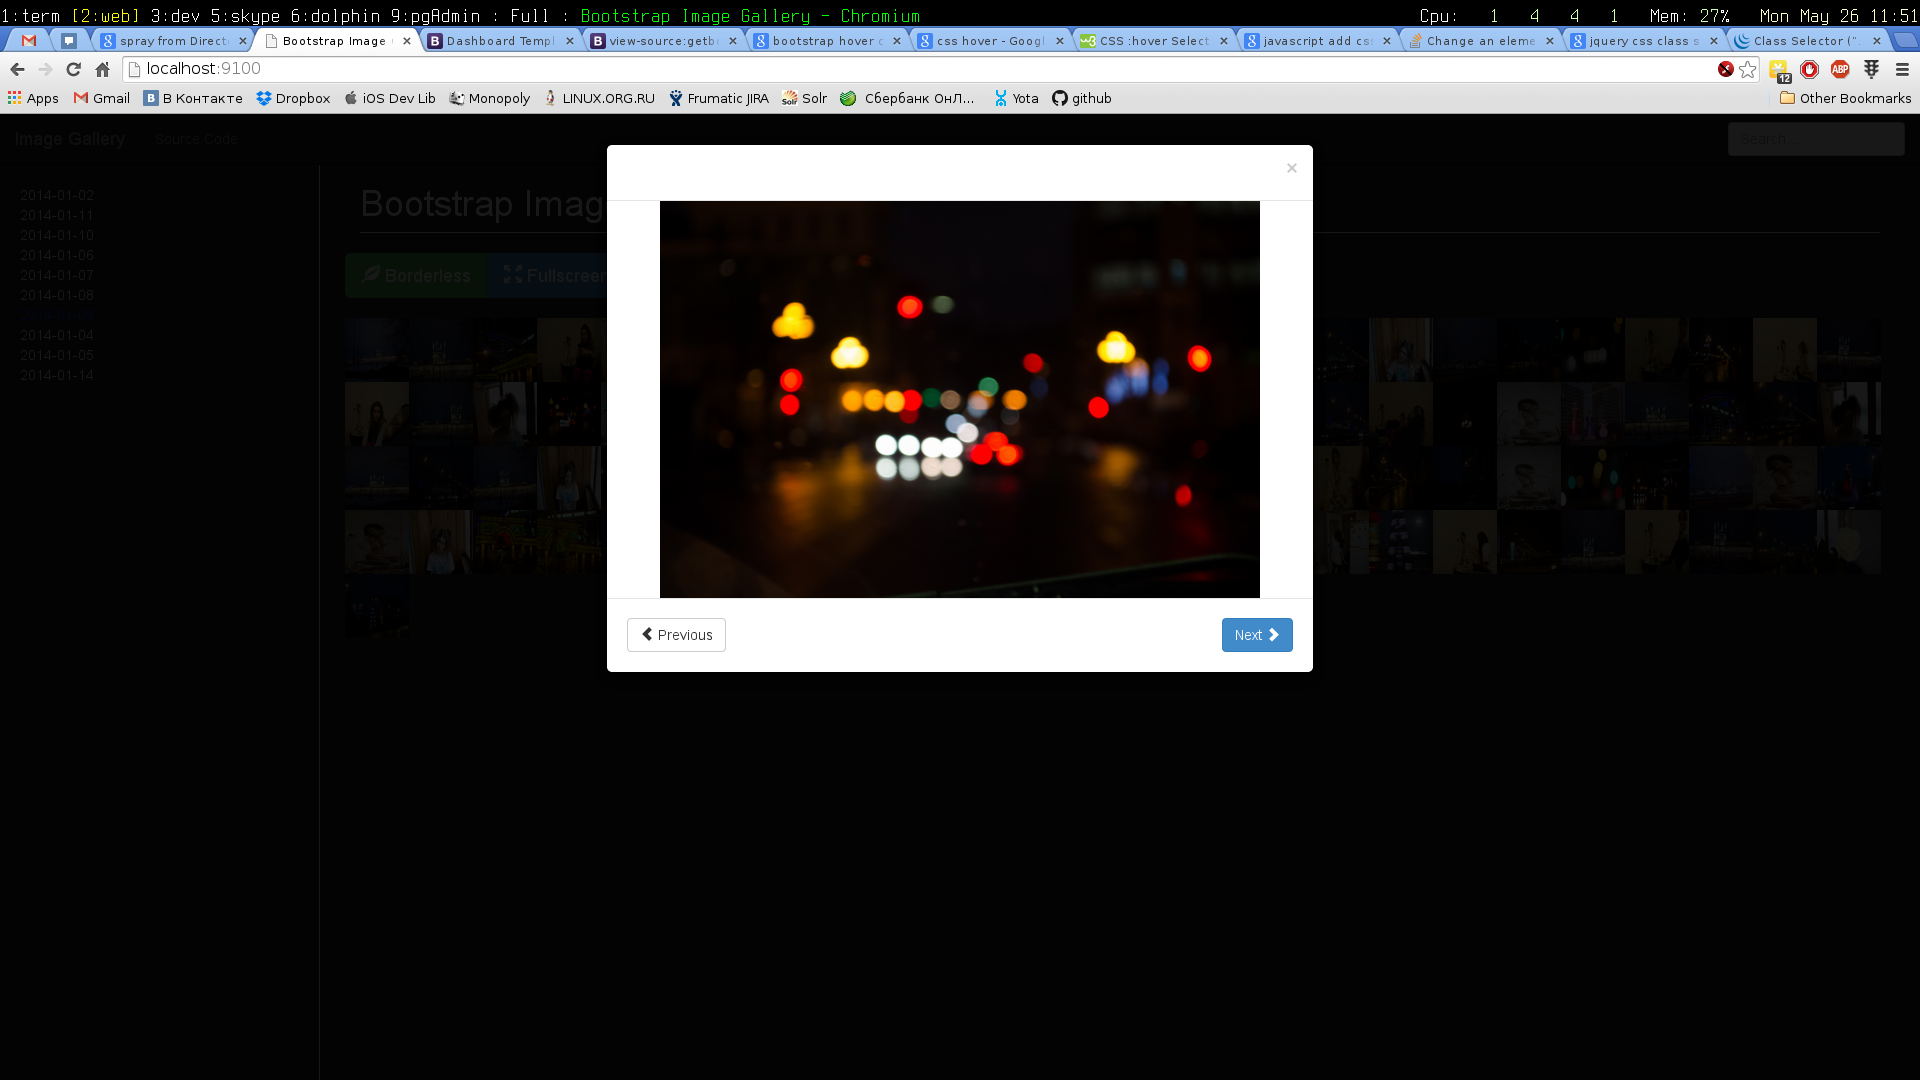 1:term [2:web] 3:dev 5:skype 6:dolphin 9:pgAdmin : Full : Bootstrap Image Gallery - Chromium Cpu: 1 4 4 1 Mem: 27% Mon May 26 11:51
spray from Direct Bootstrap Image Dashboard Templ view-source:getb bootstrap hover c css hover - Googl CSS :hover Select javascript add cs Change an eleme jquery css class s Class Selector (".
localhost:9100 12 ABP
Apps Gmail В Контакте Dropbox iOS Dev Lib Monopoly LINUX.ORG.RU Frumatic JIRA Solr Сбербанк ОнЛ... Yota github Other Bookmarks
Image Gallery Source Code Search...
×
2014-01-02
2014-01-11
2014-01-10
2014-01-06
2014-01-07
2014-01-08
2014-01-04
2014-01-05
2014-01-14
Bootstrap Imag
Borderless Fullscreen
Previous Next